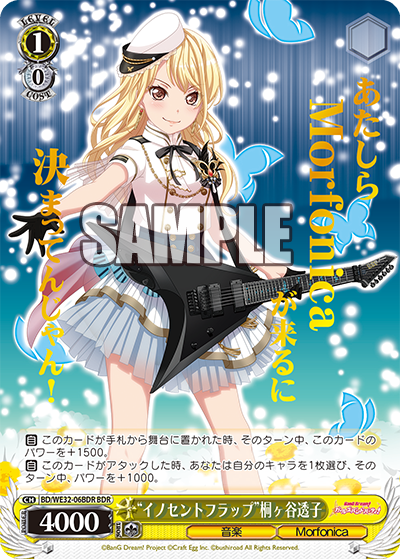 LEVEL
1
0
COST
あたしら
Morfonica
が来るに
決まってんじゃん！
SAMPLE
自 このカードが手札から舞台に置かれた時、そのターン中、このカードの
パワーを＋1500。
自 このカードがアタックした時、あなたは自分のキャラを1枚選び、そのターン中、パワーを＋1000。
CH BD/WE32-06BDR BDR
POWER
4000
“イノセントフラップ”桐ヶ谷透子
音楽
Morfonica
©BanG Dream! Project ©Craft Egg Inc. ©bushiroad All Rights Reserved.